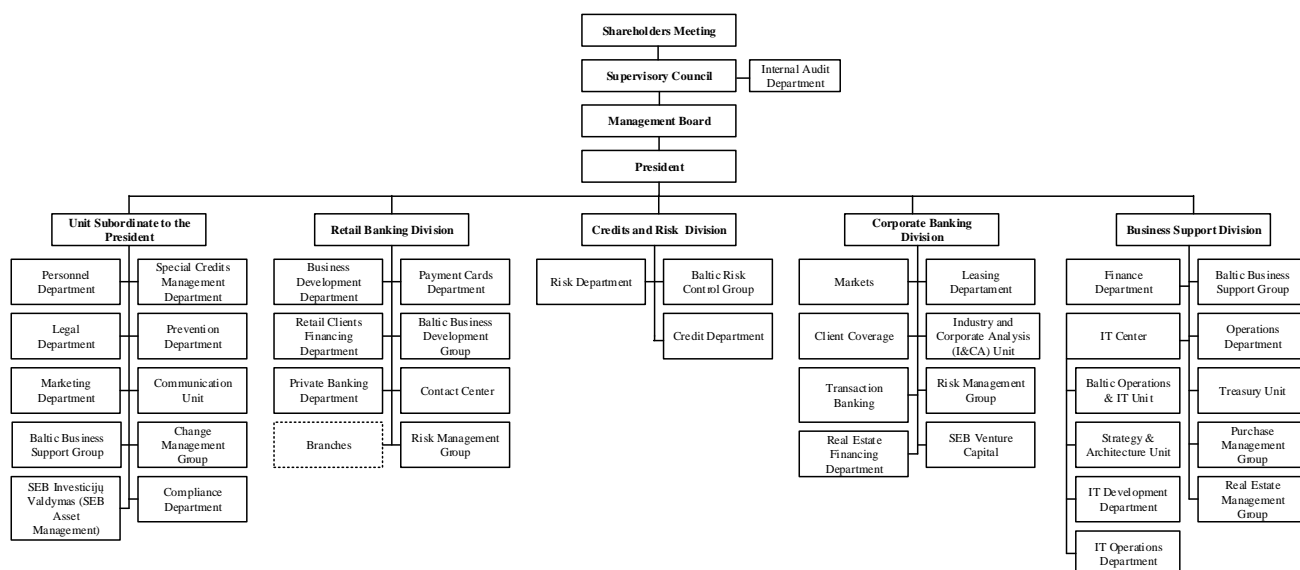 Shareholders Meeting
Supervisory Council
Internal Audit
Department
Management Board
President
Unit Subordinate to the
President
Retail Banking Division
Credits and Risk  Division
Corporate Banking
Division
Business Support Division
Personnel
Department
Special Credits
Management
Department
Legal
Department
Prevention
Department
Marketing
Department
Communication
Unit
Baltic Business
Support Group
Change
Management
Group
SEB Investicijų
Valdymas (SEB
Asset
Management)
Compliance
Department
Business
Development
Department
Payment Cards
Department
Retail Clients
Financing
Department
Baltic Business
Development
Group
Private Banking
Department
Contact Center
Branches
Risk Management
Group
Risk Department
Baltic Risk
Control Group
Credit Department
Markets
Leasing
Departament
Client Coverage
Industry and
Corporate Analysis
(I&CA) Unit
Transaction
Banking
Risk Management
Group
Real Estate
Financing
Department
SEB Venture
Capital
Finance
Department
Baltic Business
Support Group
IT Center
Operations
Department
Baltic Operations
& IT Unit
Treasury Unit
Strategy &
Architecture Unit
Purchase
Management
Group
IT Development
Department
Real Estate
Management
Group
IT Operations
Department